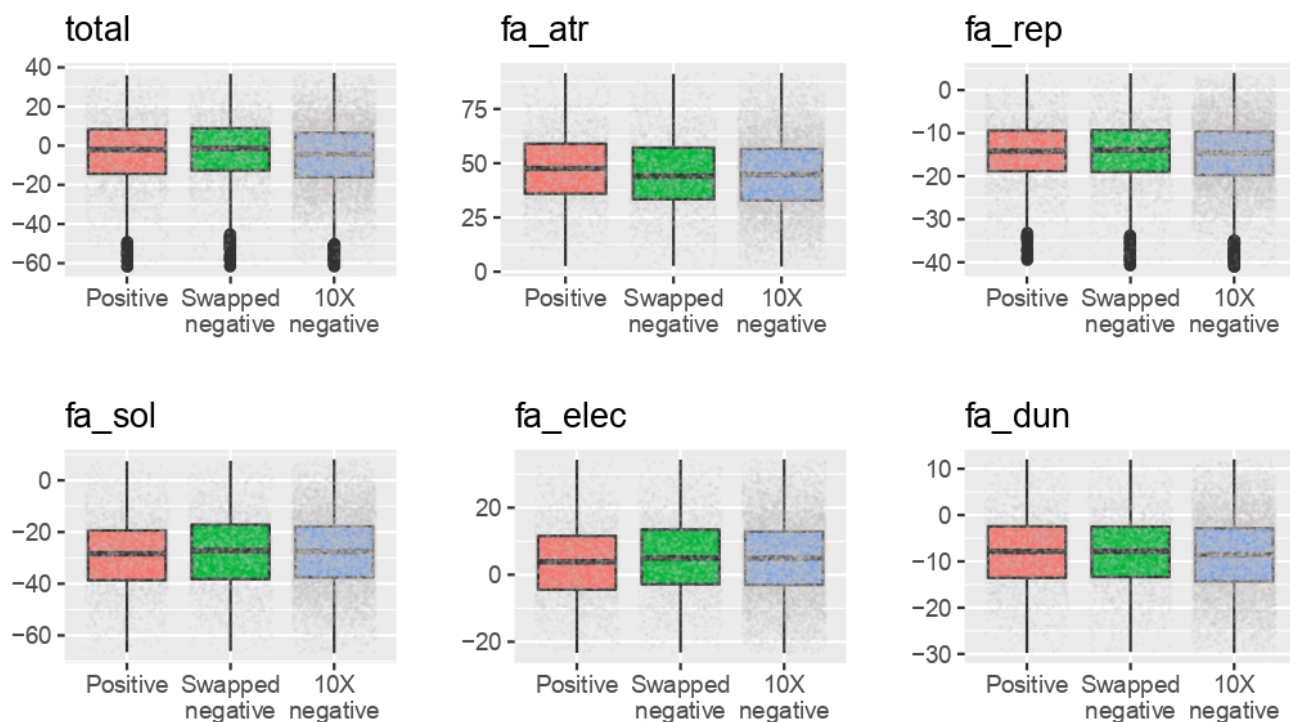 total
40
20
0
−20
−40
−60
Positive
Swapped
negative
10X
negative
fa_atr
75
50
25
0
Positive
Swapped
negative
10X
negative
fa_rep
0
−10
−20
−30
−40
Positive
Swapped
negative
10X
negative
fa_sol
0
−20
−40
−60
Positive
Swapped
negative
10X
negative
fa_elec
20
0
−20
Positive
Swapped
negative
10X
negative
fa_dun
10
0
−10
−20
−30
Positive
Swapped
negative
10X
negative